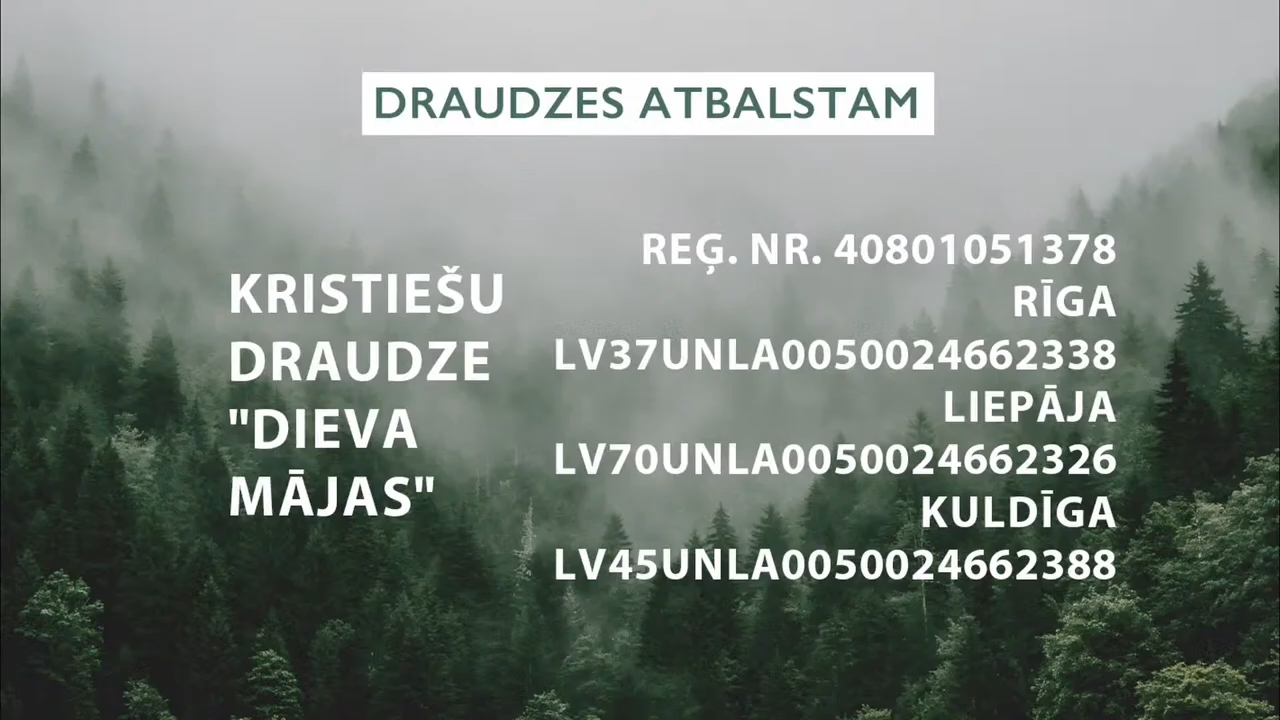 DRAUDZES ATBALSTAM
KRISTIEŠU
DRAUDZE
"DIEVA
MĀJAS"
REĢ. NR. 40801051378
RĪGA
LV37UNLA0050024662338
LIEPĀJA
LV70UNLA0050024662326
KULDĪGA
LV45UNLA0050024662388